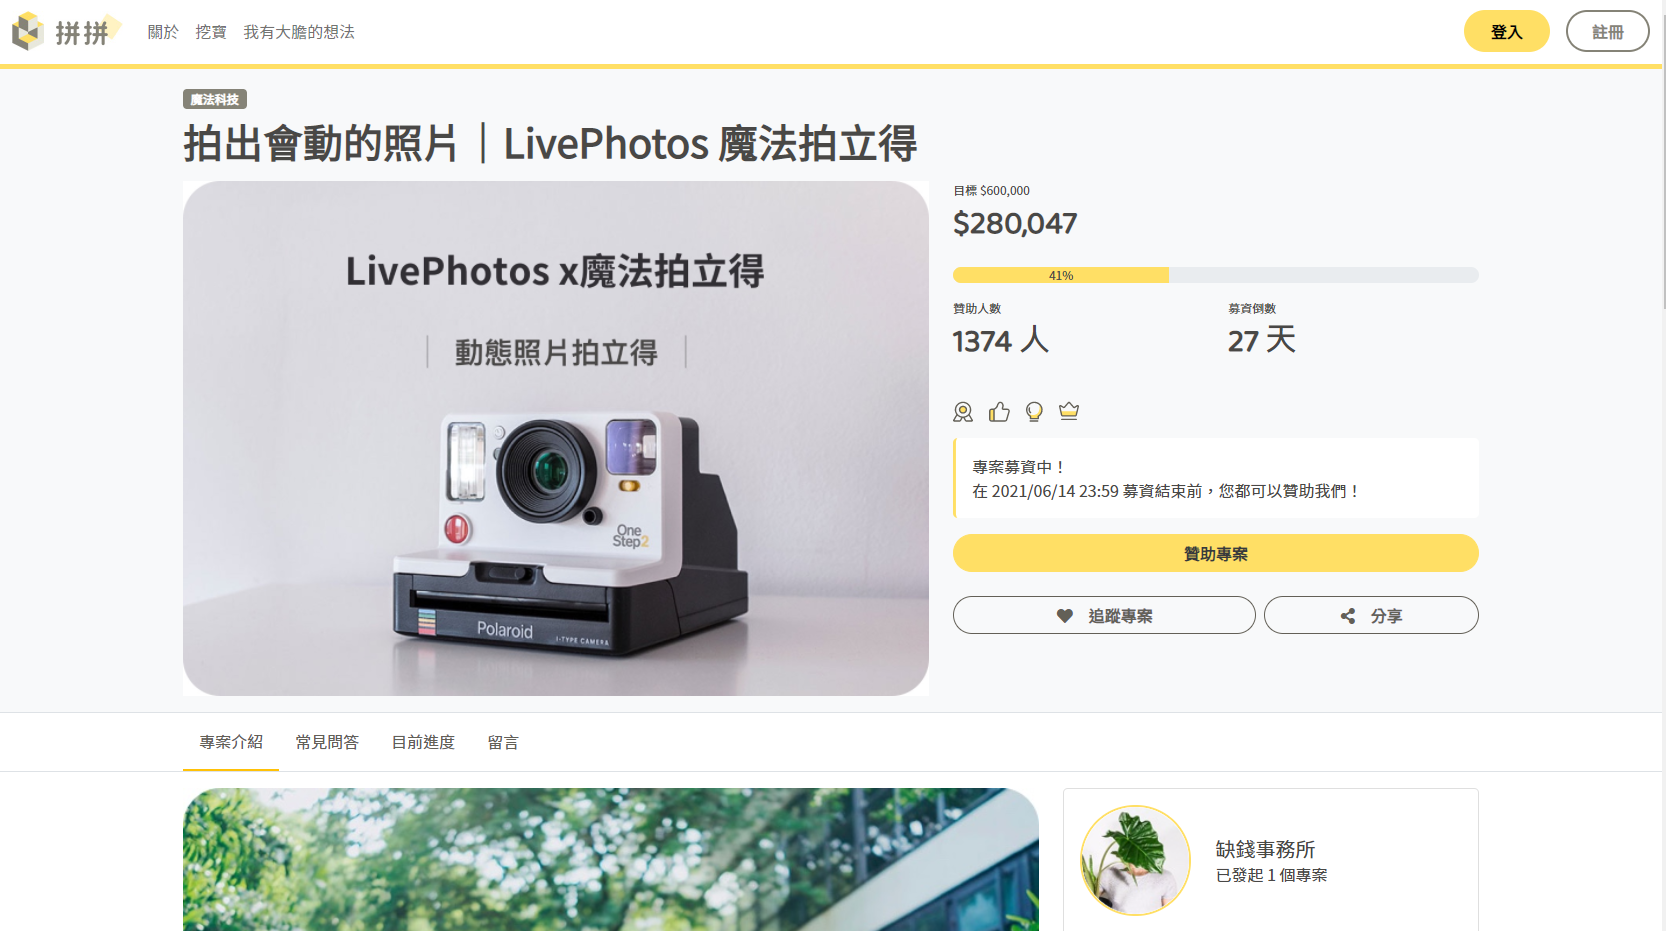 拼拼
關於 挖寶 我有大膽的想法
登入 註冊
魔法科技
拍出會動的照片｜LivePhotos 魔法拍立得
LivePhotos x魔法拍立得
｜ 動態照片拍立得 ｜
One
Step2
Polaroid I-TYPE CAMERA
目標 $600,000
$280,047
41%
贊助人數 募資倒數
1374 人 27 天
專案募資中！
在 2021/06/14 23:59 募資結束前，您都可以贊助我們！
贊助專案
追蹤專案 分享
專案介紹 常見問答 目前進度 留言
缺錢事務所
已發起 1 個專案